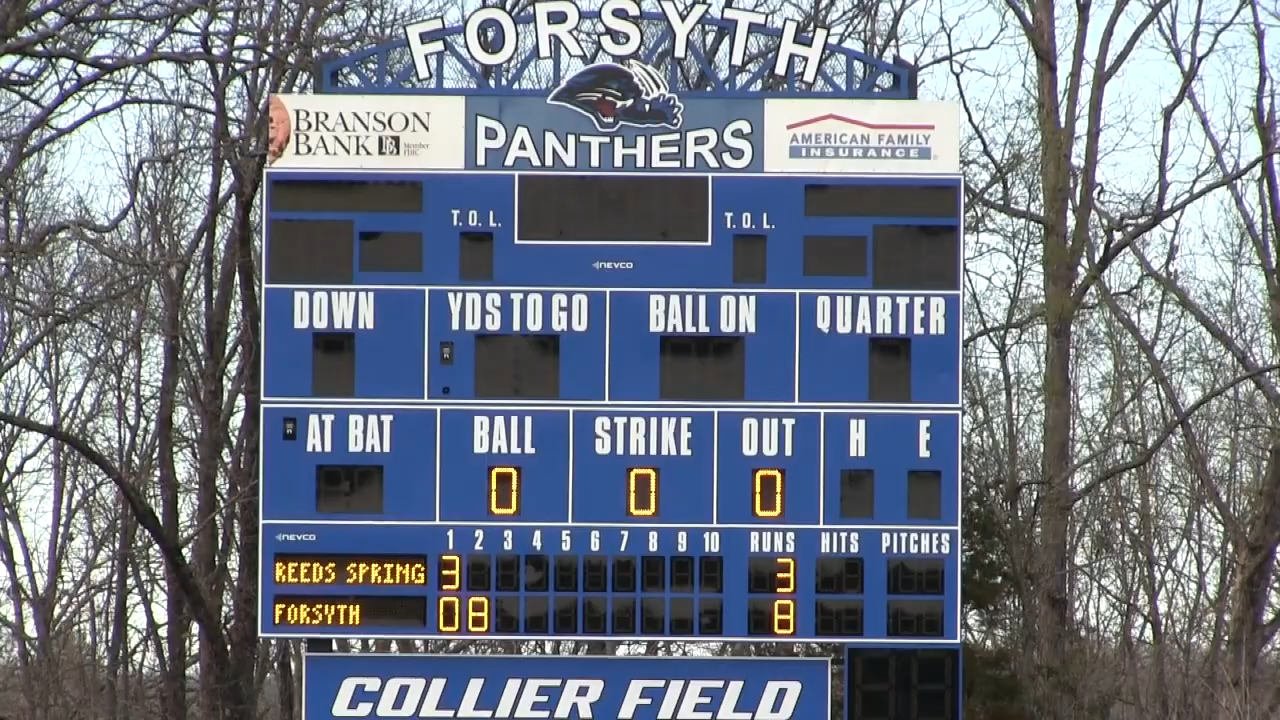 FORSYTH
BRANSON
BANK Member
FDIC
PANTHERS
AMERICAN FAMILY
INSURANCE
T.O.L. T.O.L.
NEVCO
DOWN YDS TO GO BALL ON QUARTER
AT BAT BALL STRIKE OUT H E
0 0 0
NEVCO 1 2 3 4 5 6 7 8 9 10 RUNS HITS PITCHES
REEDS SPRING 3 3
FORSYTH 0 8 8
COLLIER FIELD